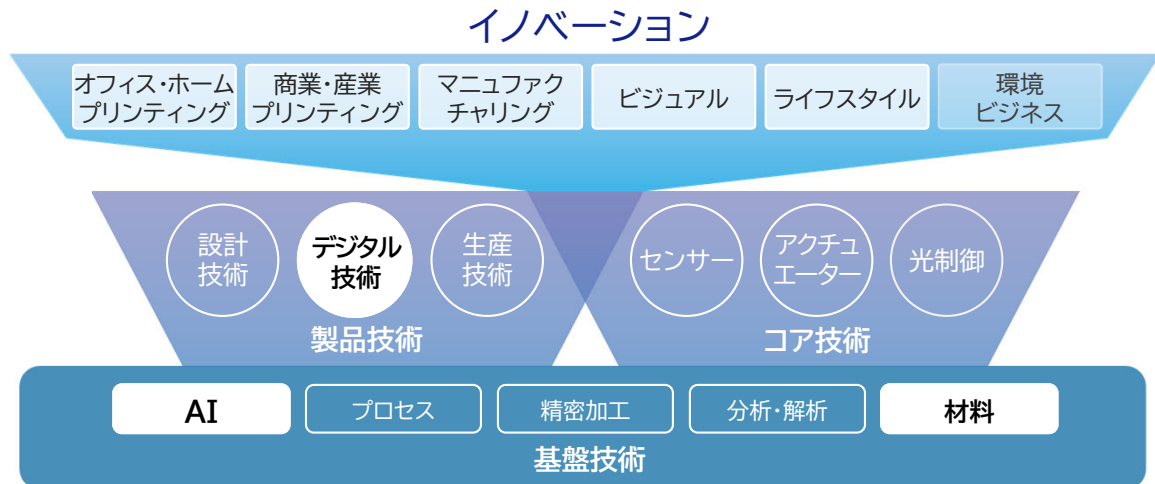 イノベーション
オフィス・ホーム
プリンティング
商業・産業
プリンティング
マニュファク
チャリング
ビジュアル
ライフスタイル
環境
ビジネス
設計
技術
デジタル
技術
生産
技術
センサー
アクチュ
エーター
光制御
製品技術
コア技術
AI
プロセス
精密加工
分析・解析
材料
基盤技術